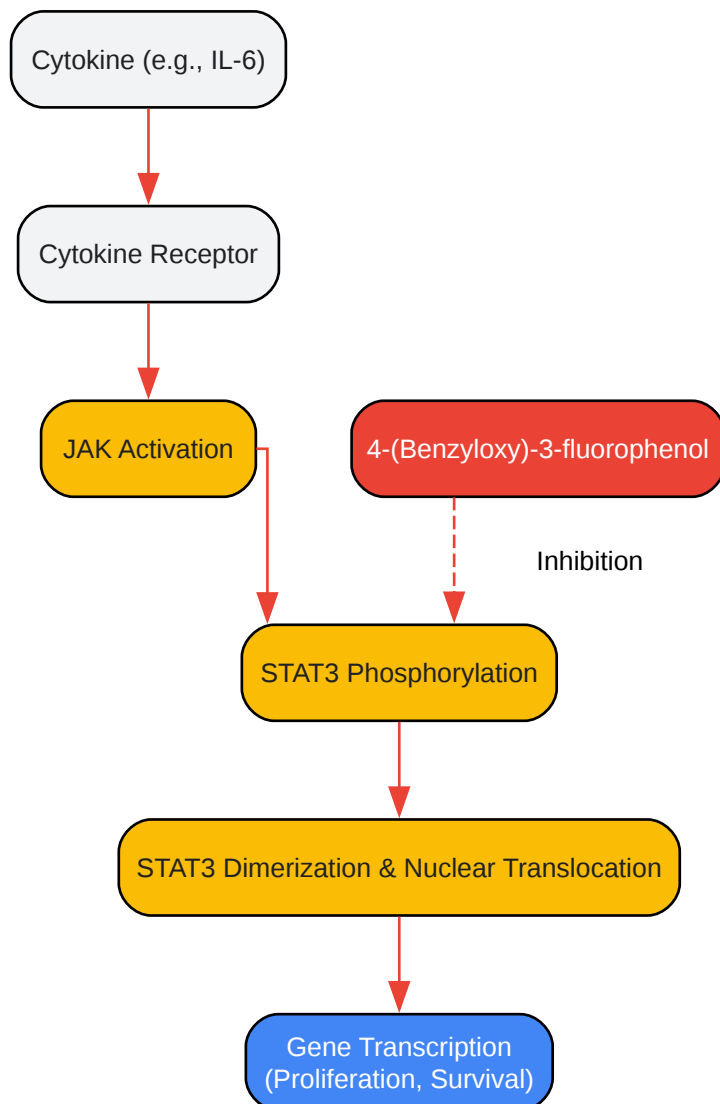 Cytokine (e.g., IL-6)
Cytokine Receptor
JAK Activation
4-(Benzyloxy)-3-fluorophenol
Inhibition
STAT3 Phosphorylation
STAT3 Dimerization & Nuclear Translocation
Gene Transcription
(Proliferation, Survival)